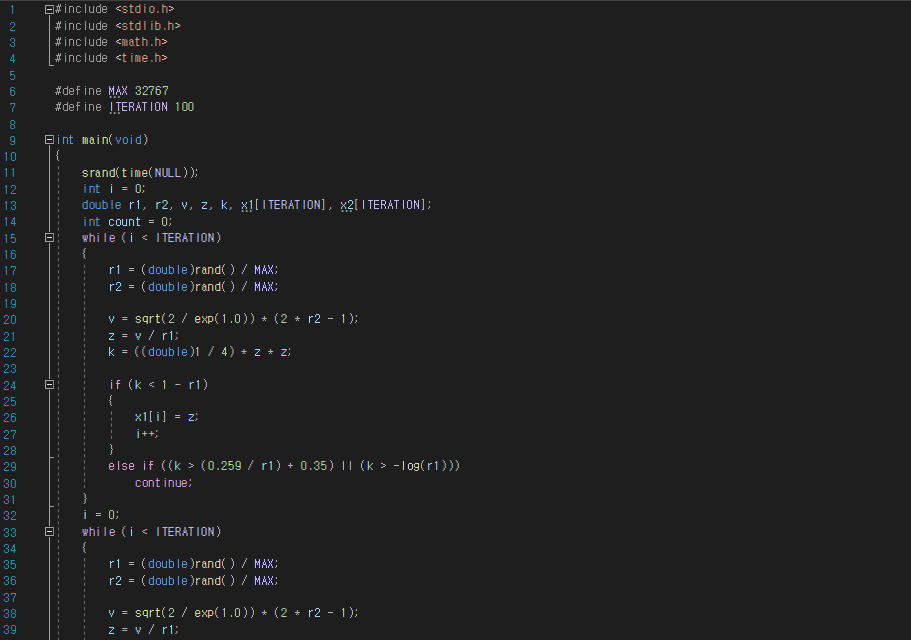 1 #include <stdio.h>
2 #include <stdlib.h>
3 #include <math.h>
4 #include <time.h>
5
6 #define MAX 32767
7 #define ITERATION 100
8
9 int main(void)
10 {
11 srand(time(NULL));
12 int i = 0;
13 double r1, r2, v, z, k, x1[ITERATION], x2[ITERATION];
14 int count = 0;
15 while (i < ITERATION)
16 {
17 r1 = (double)rand() / MAX;
18 r2 = (double)rand() / MAX;
19
20 v = sqrt(2 / exp(1.0)) * (2 * r2 - 1);
21 z = v / r1;
22 k = ((double)1 / 4) * z * z;
23
24 if (k < 1 - r1)
25 {
26 x1[i] = z;
27 i++;
28 }
29 else if ((k > (0.259 / r1) + 0.35) || (k > -log(r1)))
30 continue;
31 }
32 i = 0;
33 while (i < ITERATION)
34 {
35 r1 = (double)rand() / MAX;
36 r2 = (double)rand() / MAX;
37
38 v = sqrt(2 / exp(1.0)) * (2 * r2 - 1);
39 z = v / r1;